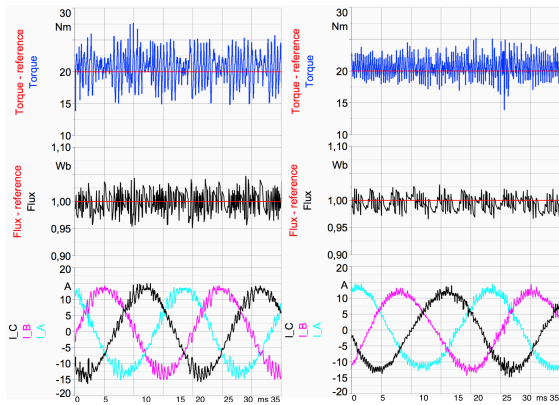 30
Nm
20
10
Torque - reference
Torque
1,10
Wb
1,00
0,95
0,90
Flux - reference
Flux
20
A
10
5
0
-5
-10
-15
-20
I_C
I_B
I_A
0 5 10 15 20 25 ms 35
30
Nm
20
15
10
Torque - reference
Torque
1,10
Wb
1,00
0,95
0,90
Flux - reference
Flux
20
A
10
5
0
-5
-10
-15
-20
I_C
I_B
I_A
0 5 10 15 20 25 30 ms 35